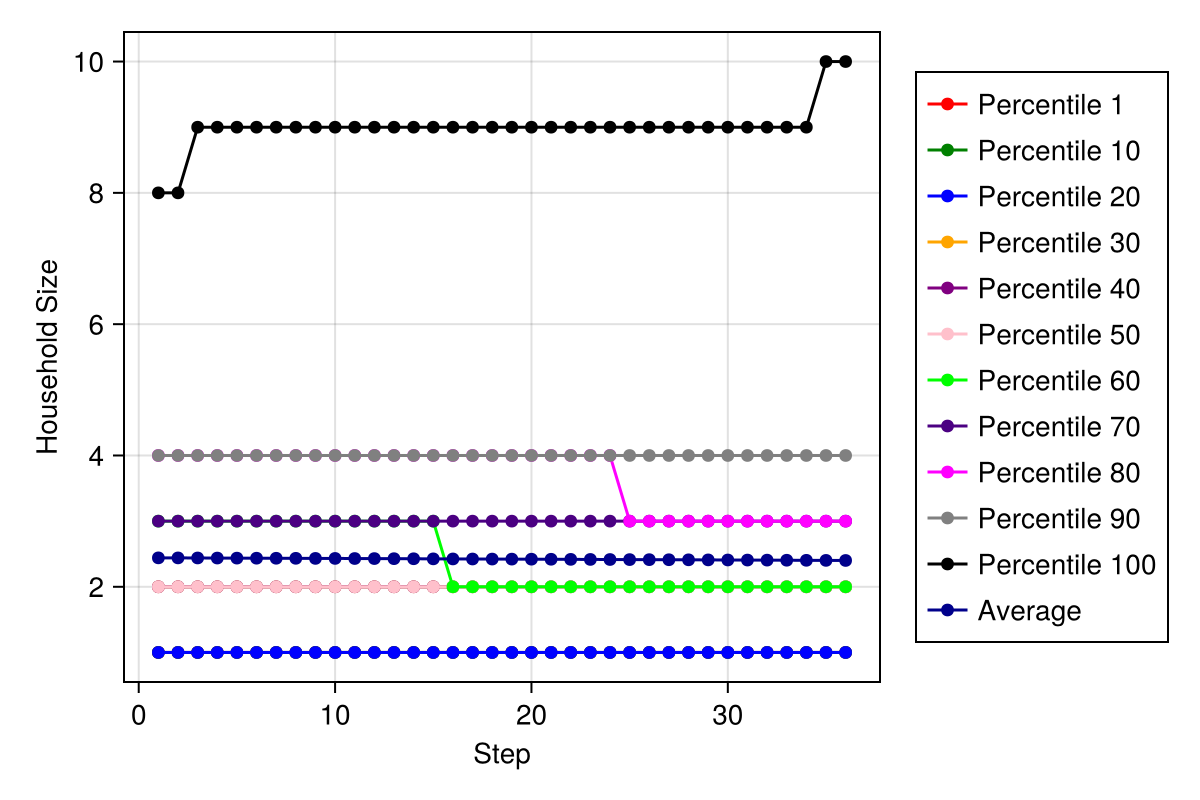 10
8
6
4
2
Household Size
0
10
20
30
Step
Percentile 1
Percentile 10
Percentile 20
Percentile 30
Percentile 40
Percentile 50
Percentile 60
Percentile 70
Percentile 80
Percentile 90
Percentile 100
Average